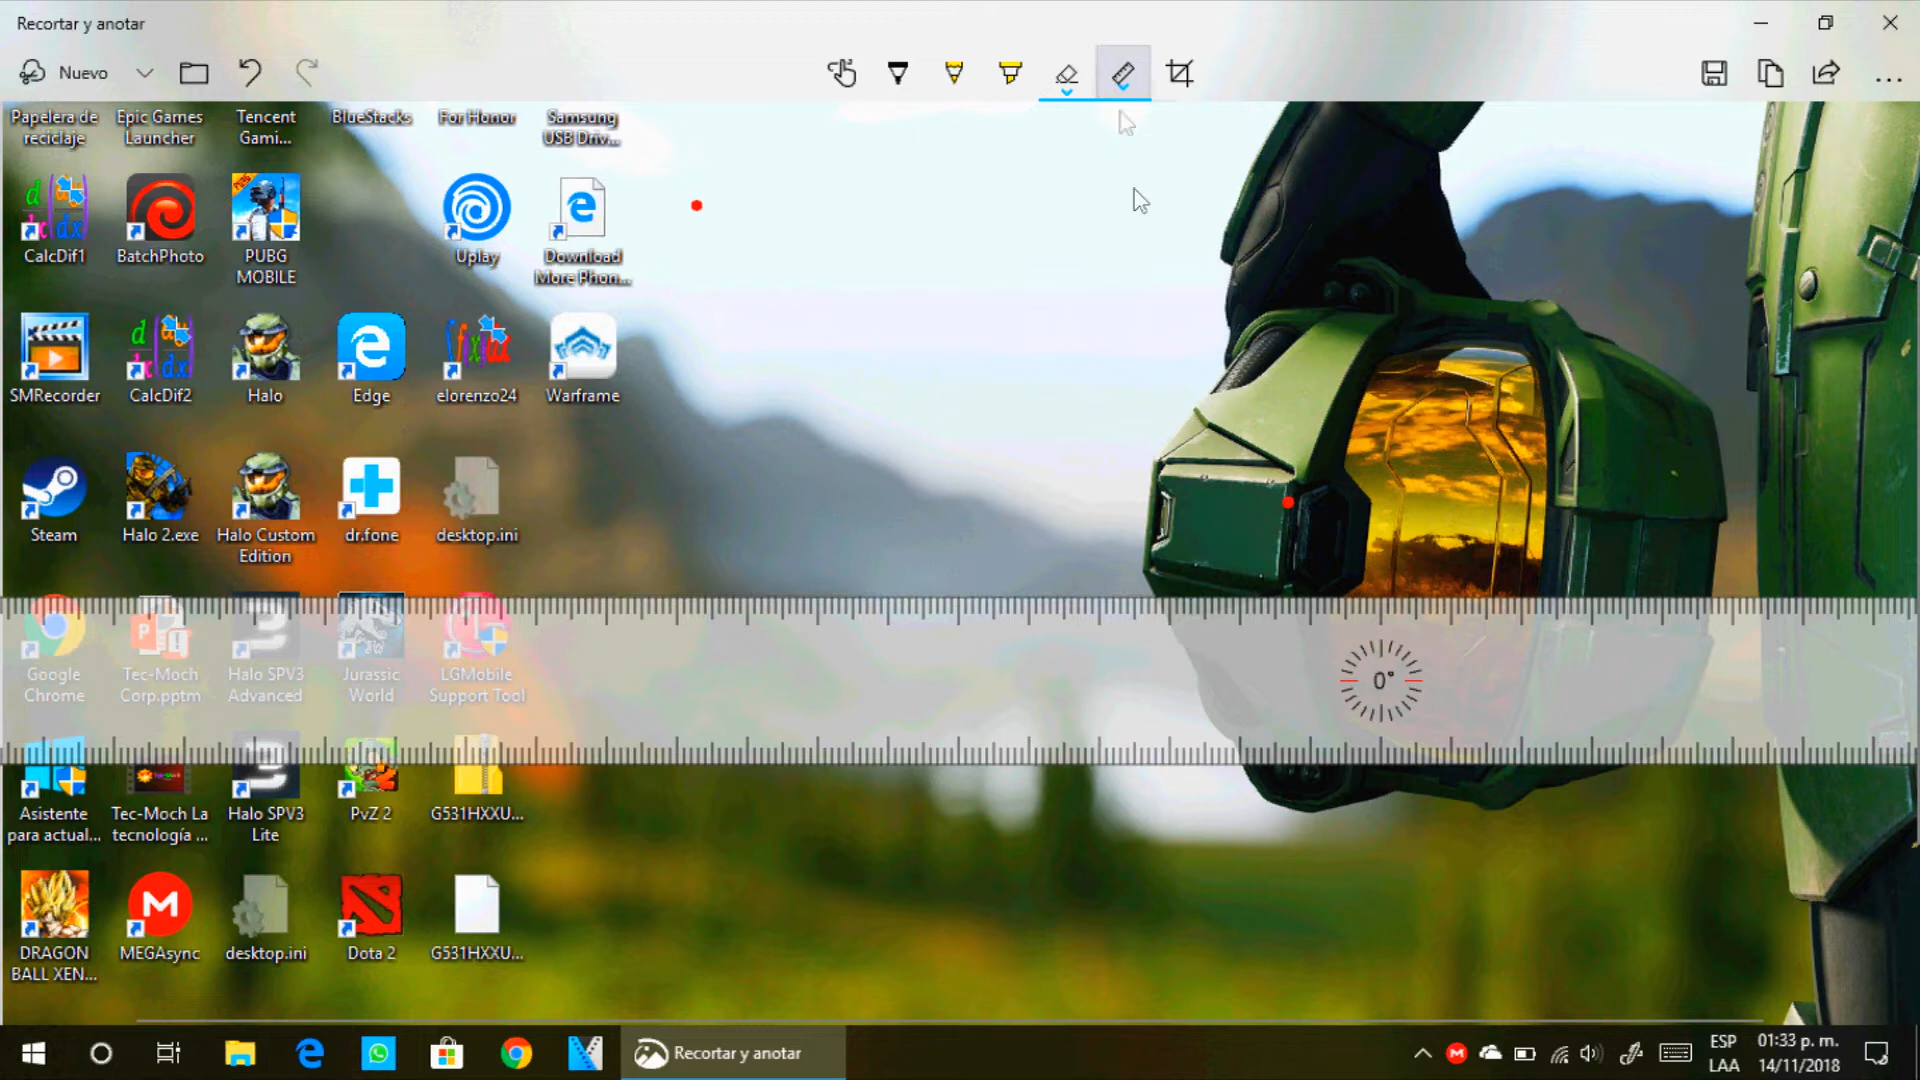 Recortar y anotar
Nuevo
Papelera de reciclaje
Epic Games Launcher
Tencent Gami...
BlueStacks
For Honor
Samsung USB Driv...
CalcDif1
BatchPhoto
PUBG MOBILE
Uplay
Download More Phon...
SMRecorder
CalcDif2
Halo
Edge
elorenzo24
Warframe
Steam
Halo 2.exe
Halo Custom Edition
dr.fone
desktop.ini
Google Chrome
Tec-Moch Corp.pptm
Halo SPV3 Advanced
Jurassic World
LGMobile Support Tool
0°
Asistente para actual...
Tec-Moch La tecnología ...
Halo SPV3 Lite
PvZ 2
G531HXXU...
DRAGON BALL XEN...
MEGAsync
desktop.ini
Dota 2
G531HXXU...
Recortar y anotar
ESP
LAA
01:33 p. m.
14/11/2018